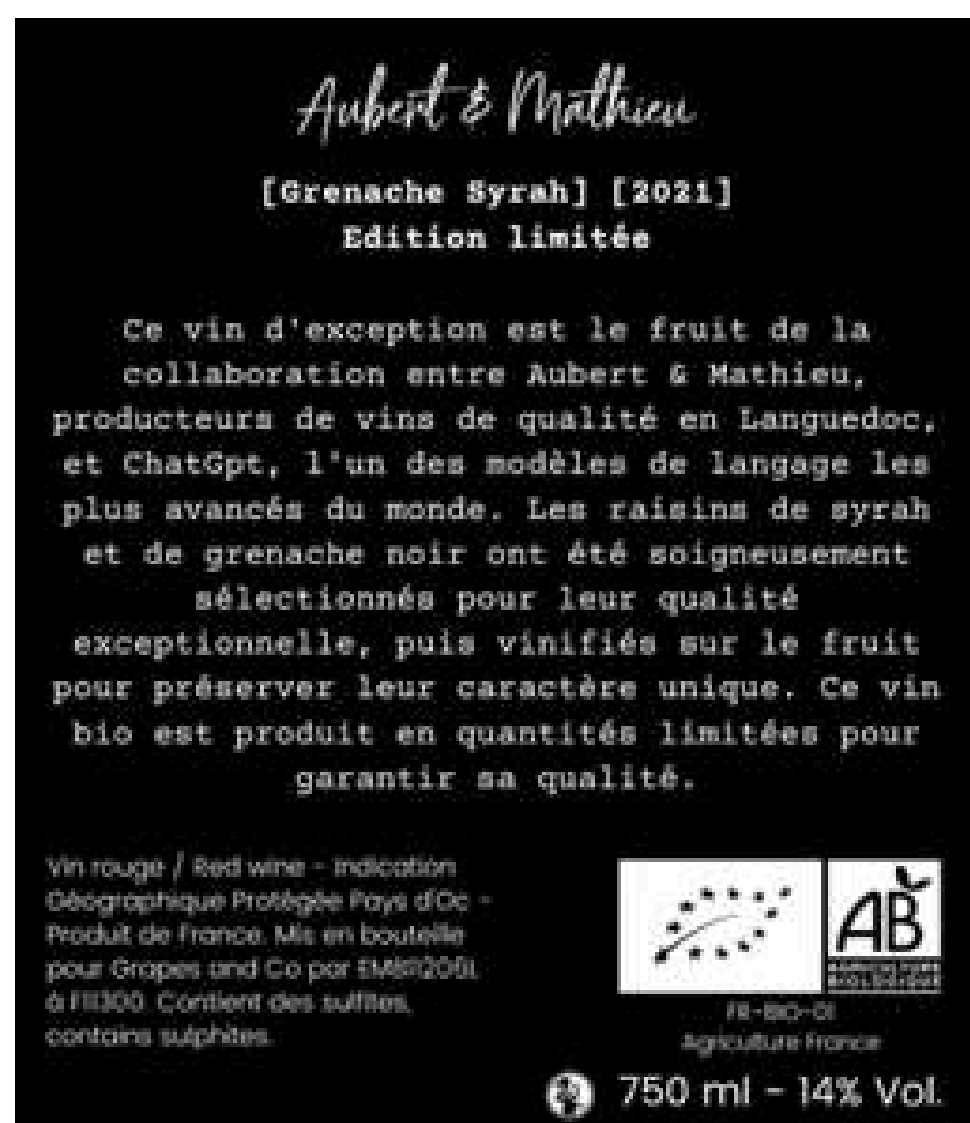 Aubert & Mathieu
[Grenache Syrah] [2021]
Edition limitée
Ce vin d'exception est le fruit de la
collaboration entre Aubert & Mathieu,
producteurs de vins de qualité en Languedoc,
et ChatGpt, l'un des modèles de langage les
plus avancés du monde. Les raisins de syrah
et de grenache noir ont été soigneusement
sélectionnés pour leur qualité
exceptionnelle, puis vinifiés sur le fruit
pour préserver leur caractère unique. Ce vin
bio est produit en quantités limitées pour
garantir sa qualité.
Vin rouge / Red wine - Indication
Géographique Protégée Pays d'Oc -
Produit de France. Mis en bouteille
pour Grapes and Co par
à F11300. Contient des sulfites,
contains sulphites.
AB
AGRICULTURE
BIOLOGIQUE
FR-BIO-01
Agriculture France
750 ml - 14% Vol.